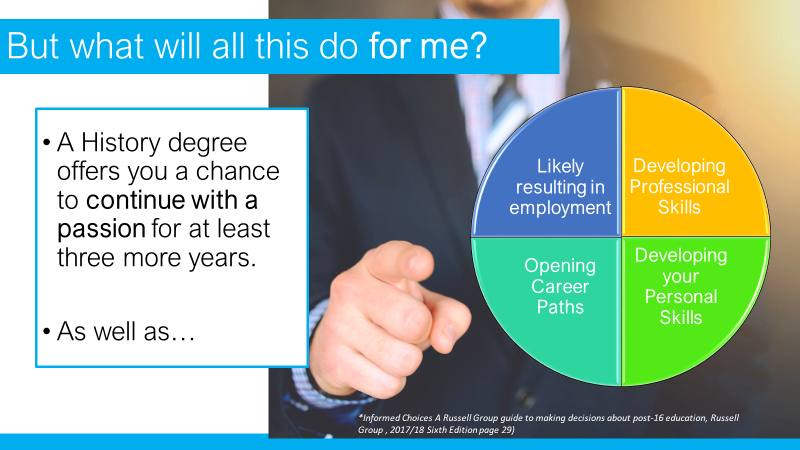 But what will all this do for me?
• A History degree
offers you a chance
to continue with a
passion for at least
three more years.
• As well as…
Likely
resulting in
employment
Developing
Professional
Skills
Opening
Career
Paths
Developing
your
Personal
Skills
*Informed Choices A Russell Group guide to making decisions about post-16 education, Russell
Group , 2017/18 Sixth Edition page 29)